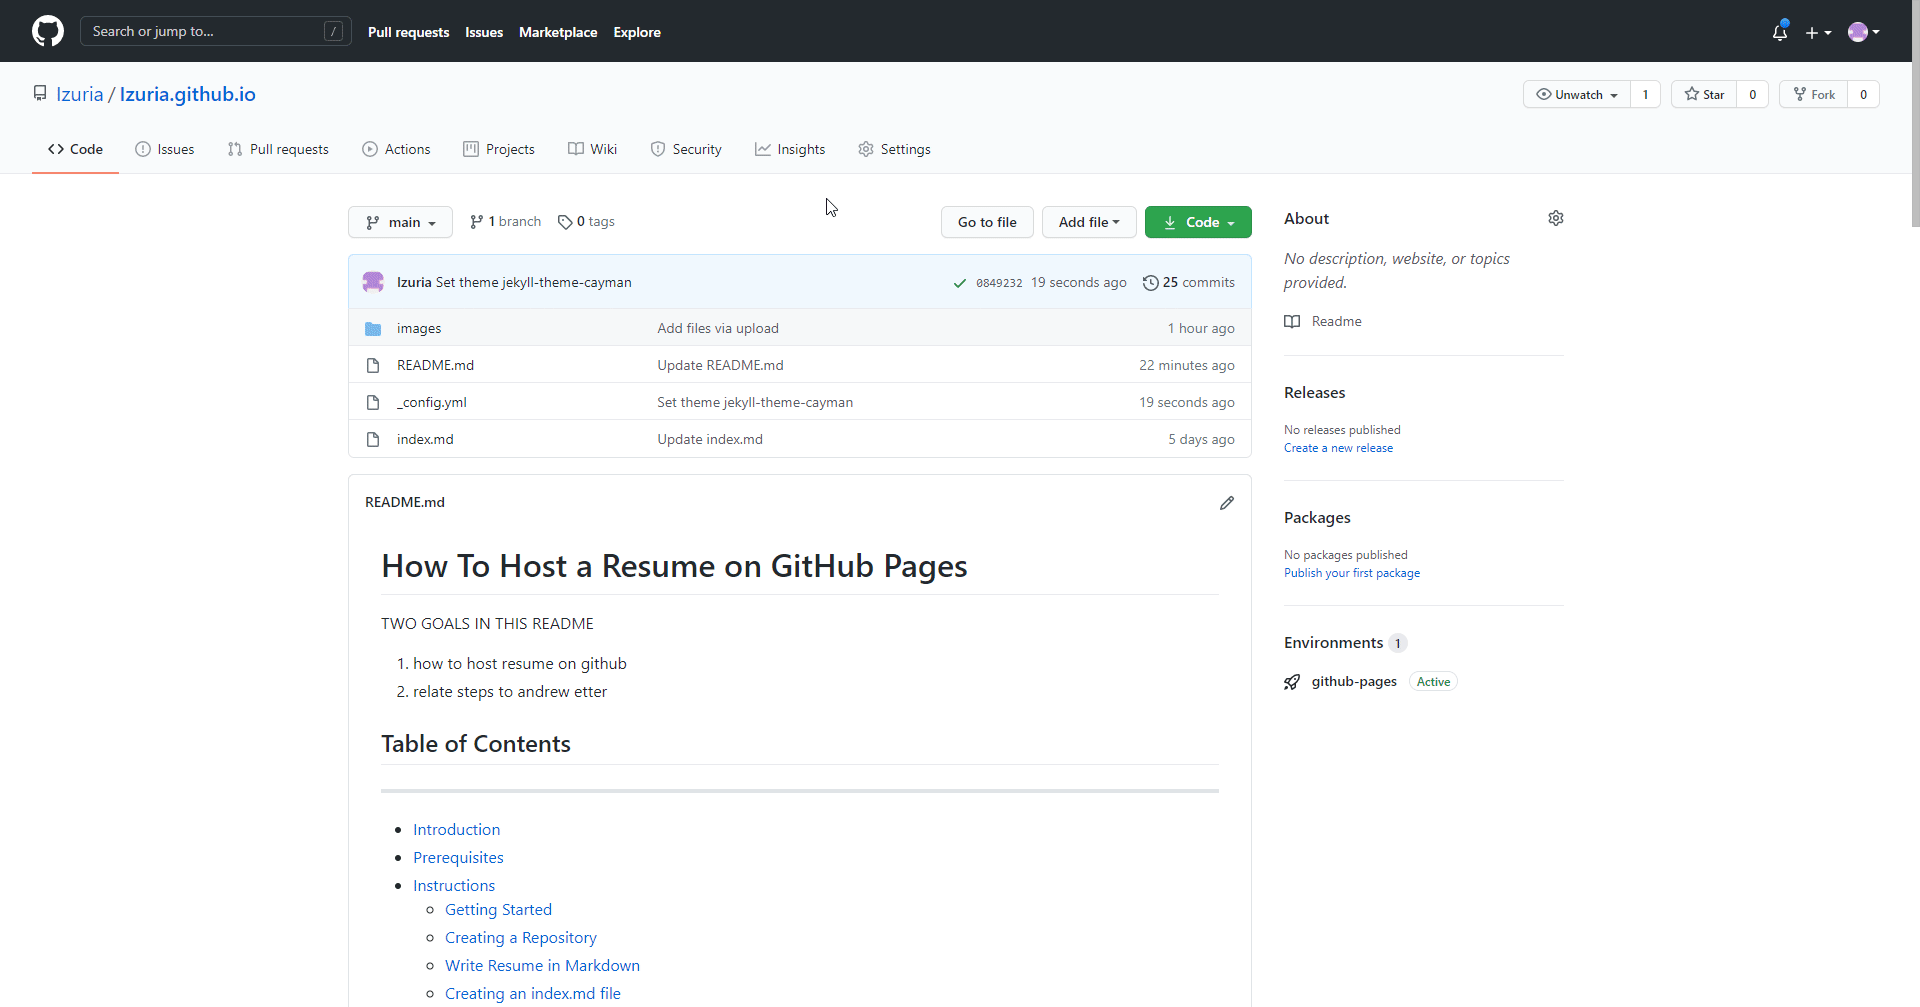 Search or jump to... /
Pull requests Issues Marketplace Explore
Izuria / Izuria.github.io
Unwatch 1 Star 0 Fork 0
Code Issues Pull requests Actions Projects Wiki Security Insights Settings
main 1 branch 0 tags Go to file Add file Code
Izuria Set theme jekyll-theme-cayman 0849232 19 seconds ago 25 commits
images Add files via upload 1 hour ago
README.md Update README.md 22 minutes ago
_config.yml Set theme jekyll-theme-cayman 19 seconds ago
index.md Update index.md 5 days ago
README.md
How To Host a Resume on GitHub Pages
TWO GOALS IN THIS README
1. how to host resume on github
2. relate steps to andrew etter
Table of Contents
Introduction
Prerequisites
Instructions
Getting Started
Creating a Repository
Write Resume in Markdown
Creating an index.md file
About
No description, website, or topics
provided.
Readme
Releases
No releases published
Create a new release
Packages
No packages published
Publish your first package
Environments 1
github-pages Active